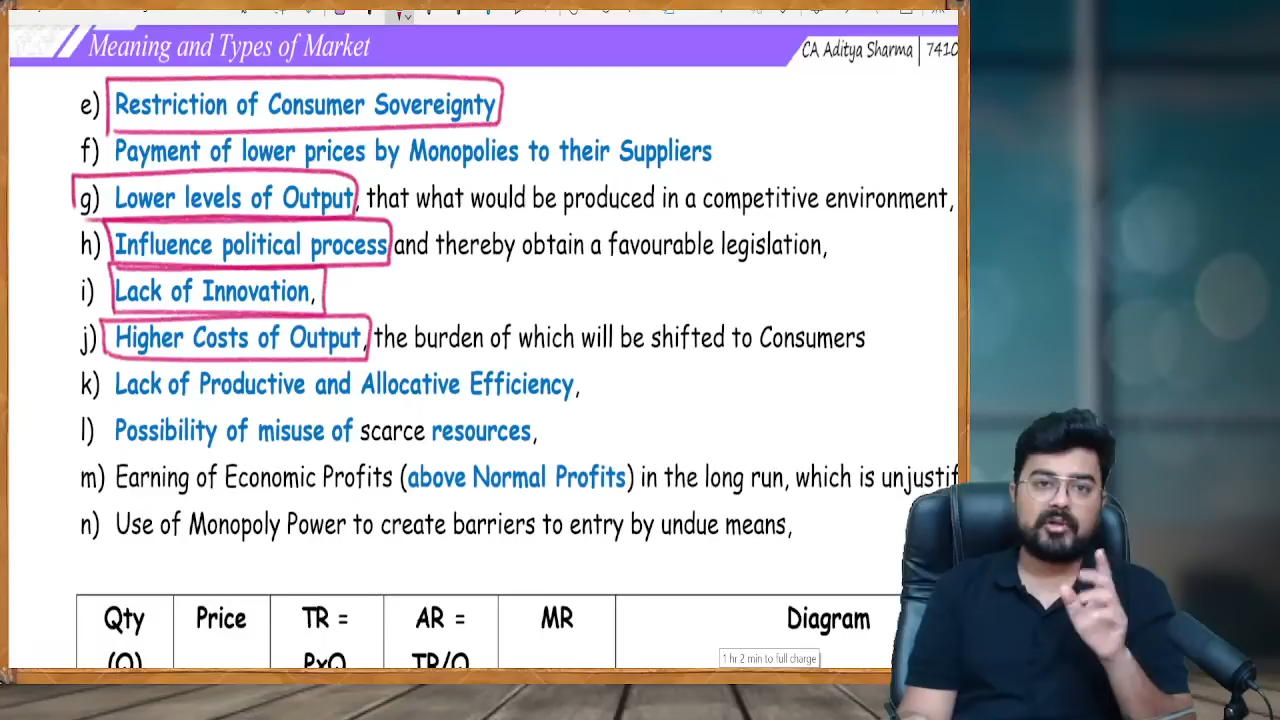 Meaning and Types of Market
CA Aditya Sharma 7410
e) Restriction of Consumer Sovereignty
f) Payment of lower prices by Monopolies to their Suppliers
g) Lower levels of Output, that what would be produced in a competitive environment,
h) Influence political process and thereby obtain a favourable legislation,
i) Lack of Innovation,
j) Higher Costs of Output, the burden of which will be shifted to Consumers
k) Lack of Productive and Allocative Efficiency,
l) Possibility of misuse of scarce resources,
m) Earning of Economic Profits (above Normal Profits) in the long run, which is unjustif
n) Use of Monopoly Power to create barriers to entry by undue means,
Qty Price TR = AR = MR Diagram
(Q) PxQ TR/Q
1 hr 2 min to full charge